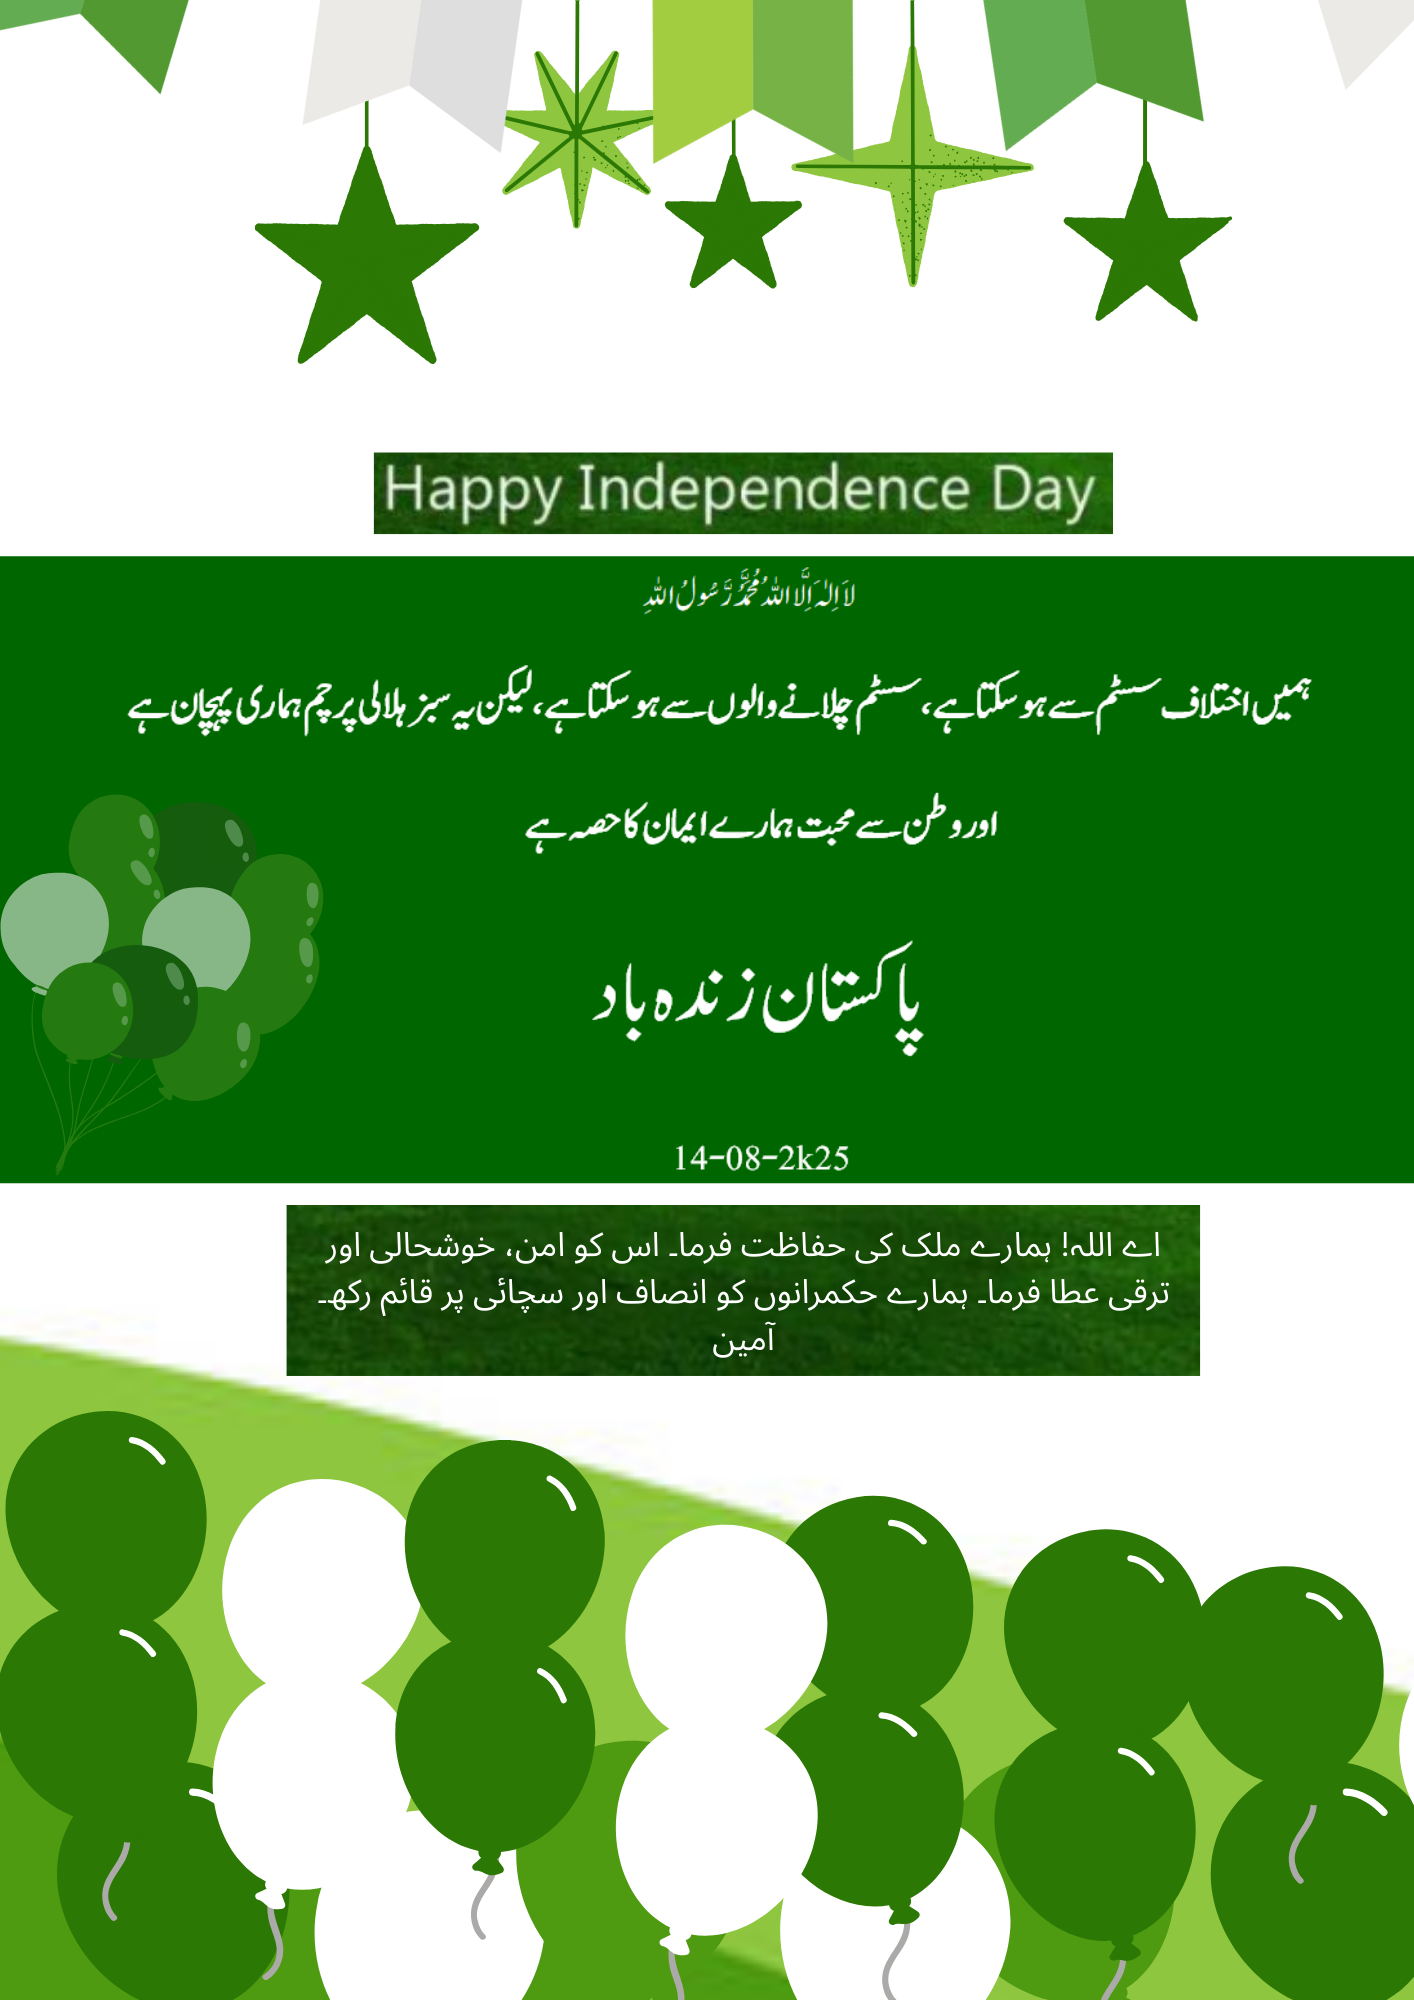 Happy Independence Day
لَا اِلٰہَ اِلَّا اللہُ مُحَمَّدٌ رَّسُولُ اللہِ
ہمیں اختلاف سسٹم سے ہو سکتا ہے، سسٹم چلانے والوں سے ہو سکتا ہے، لیکن یہ سبز ہلالی پرچم ہماری پہچان ہے
اور وطن سے محبت ہمارے ایمان کا حصہ ہے
پاکستان زندہ باد
14-08-2k25
اے اللہ! ہمارے ملک کی حفاظت فرما۔ اس کو امن، خوشحالی اور
ترقی عطا فرما۔ ہمارے حکمرانوں کو انصاف اور سچائی پر قائم رکھ۔
آمین